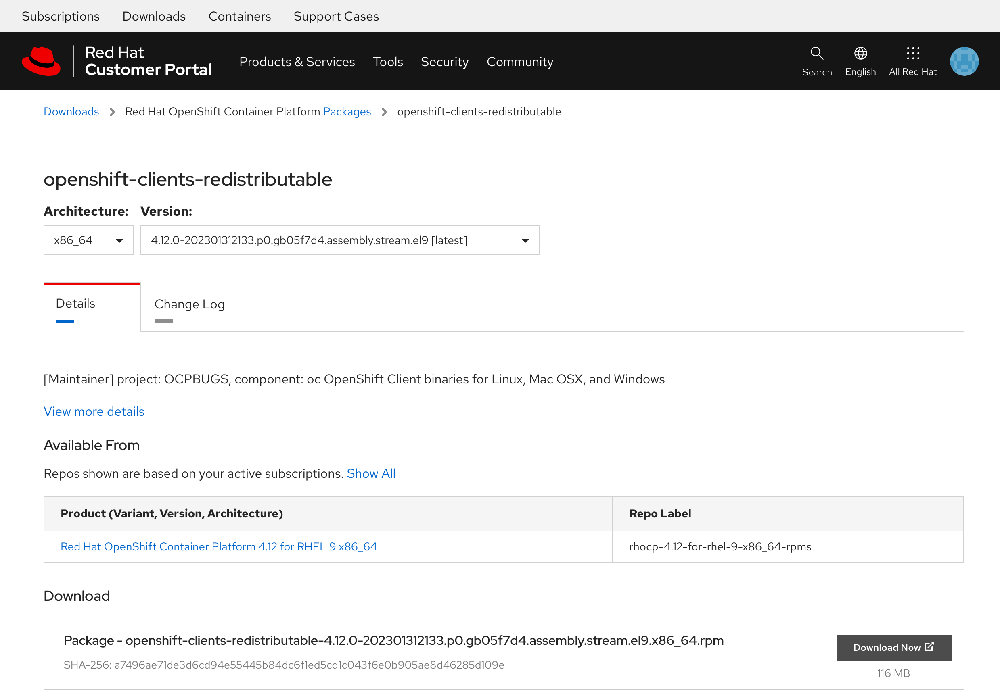 Subscriptions Downloads Containers Support Cases
Red Hat
Customer Portal
Products & Services Tools Security Community
Search English All Red Hat
Downloads Red Hat OpenShift Container Platform Packages openshift-clients-redistributable
openshift-clients-redistributable
Architecture: Version:
x86_64 4.12.0-202301312133.p0.gb05f7d4.assembly.stream.el9 [latest]
Details Change Log
[Maintainer] project: OCPBUGS, component: oc OpenShift Client binaries for Linux, Mac OSX, and Windows
View more details
Available From
Repos shown are based on your active subscriptions. Show All
Product (Variant, Version, Architecture) Repo Label
Red Hat OpenShift Container Platform 4.12 for RHEL 9 x86_64 rhocp-4.12-for-rhel-9-x86_64-rpms
Download
Package - openshift-clients-redistributable-4.12.0-202301312133.p0.gb05f7d4.assembly.stream.el9.x86_64.rpm
Download Now
SHA-256: a7496ae71de3d6cd94e55445b84dc6f1ed5cd1c043f6e0b905ae8d46285d109e
116 MB